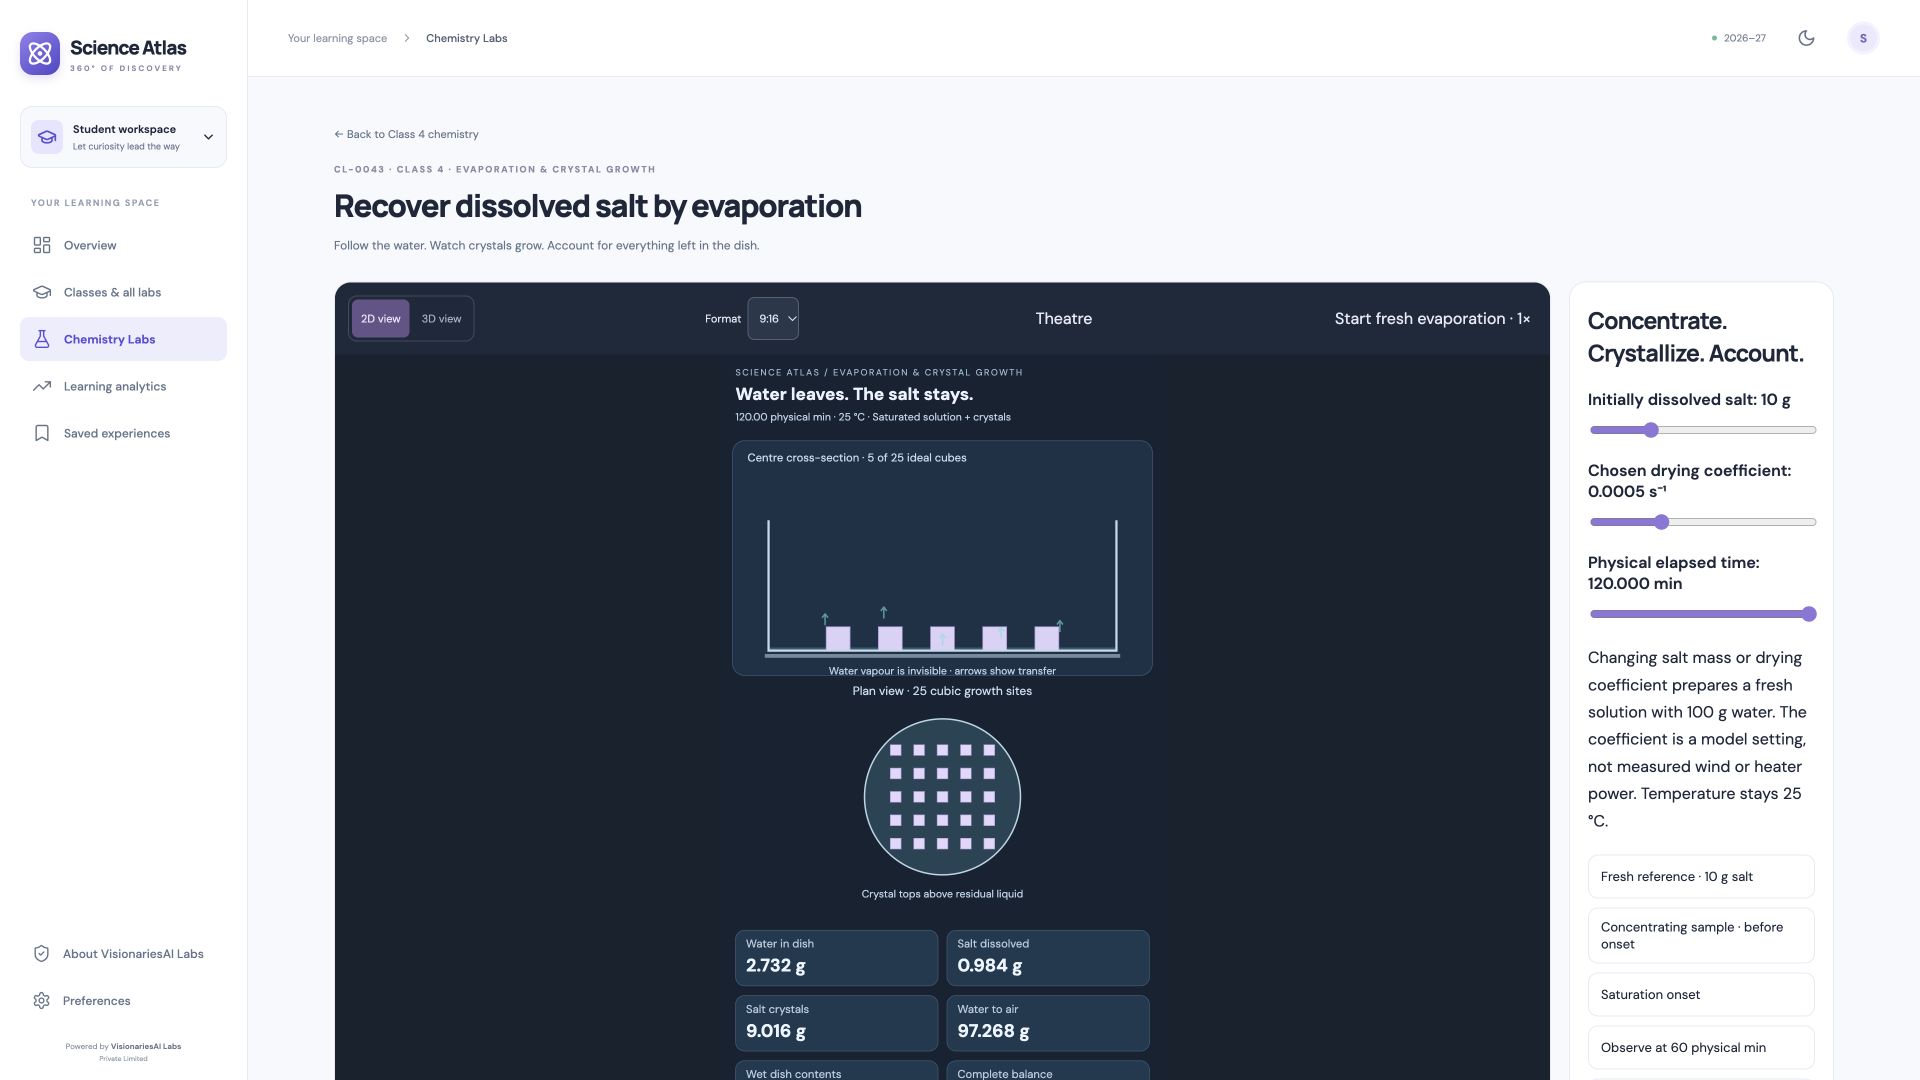 Science Atlas
360° OF DISCOVERY
Student workspace
Let curiosity lead the way
YOUR LEARNING SPACE
Overview
Classes & all labs
Chemistry Labs
Learning analytics
Saved experiences
About VisionariesAI Labs
Preferences
Powered by VisionariesAI Labs
Private Limited
Your learning space
Chemistry Labs
2026–27
S
← Back to Class 4 chemistry
CL-0043 · CLASS 4 · EVAPORATION & CRYSTAL GROWTH
Recover dissolved salt by evaporation
Follow the water. Watch crystals grow. Account for everything left in the dish.
2D view
3D view
Format
9:16
Theatre
Start fresh evaporation · 1×
SCIENCE ATLAS / EVAPORATION & CRYSTAL GROWTH
Water leaves. The salt stays.
120.00 physical min · 25 °C · Saturated solution + crystals
Centre cross-section · 5 of 25 ideal cubes
Water vapour is invisible · arrows show transfer
Plan view · 25 cubic growth sites
Crystal tops above residual liquid
Water in dish
2.732 g
Salt dissolved
0.984 g
Salt crystals
9.016 g
Water to air
97.268 g
Wet dish contents
Complete balance
Concentrate.
Crystallize. Account.
Initially dissolved salt: 10 g
Chosen drying coefficient:
0.0005 s⁻¹
Physical elapsed time:
120.000 min
Changing salt mass or drying
coefficient prepares a fresh
solution with 100 g water. The
coefficient is a model setting,
not measured wind or heater
power. Temperature stays 25
°C.
Fresh reference · 10 g salt
Concentrating sample · before
onset
Saturation onset
Observe at 60 physical min